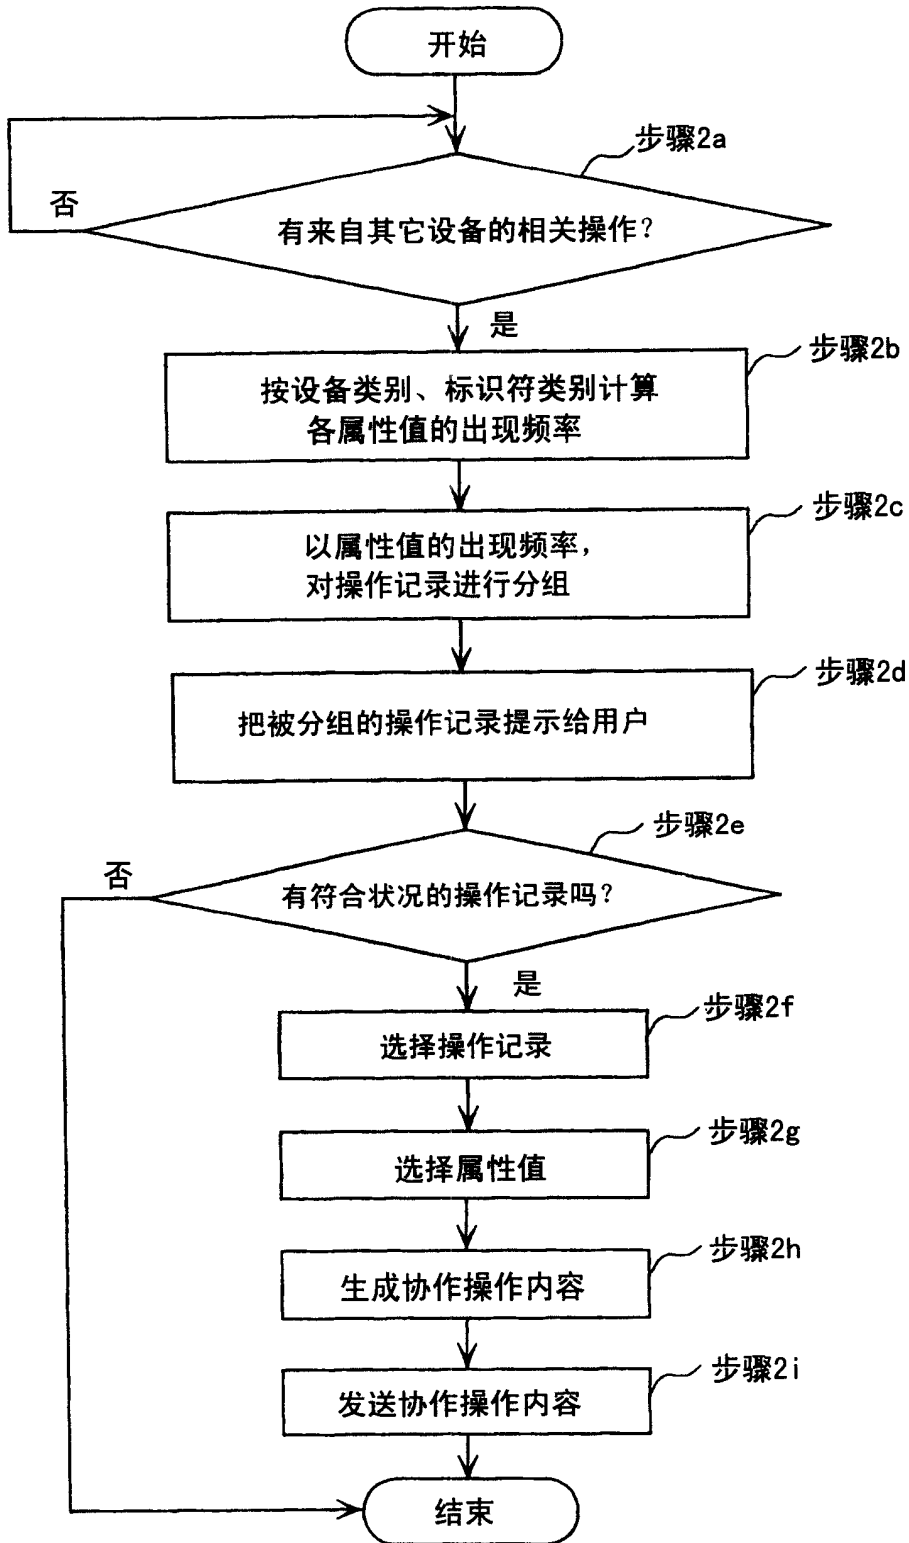 开始
步骤2a
否
有来自其它设备的相关操作?
是
步骤2b
按设备类别、标识符类别计算
各属性值的出现频率
步骤2c
以属性值的出现频率,
对操作记录进行分组
步骤2d
把被分组的操作记录提示给用户
步骤2e
否
有符合状况的操作记录吗?
是
步骤2f
选择操作记录
步骤2g
选择属性值
步骤2h
生成协作操作内容
步骤2i
发送协作操作内容
结束